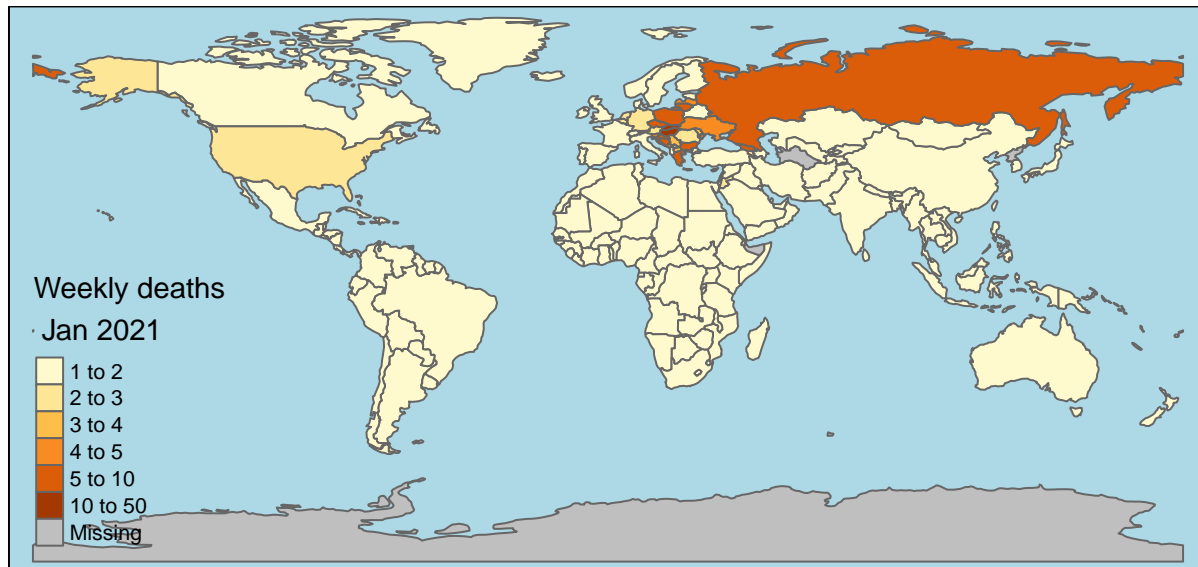 Weekly deaths
Jan 2021
1 to 2
2 to 3
3 to 4
4 to 5
5 to 10
10 to 50
Missing